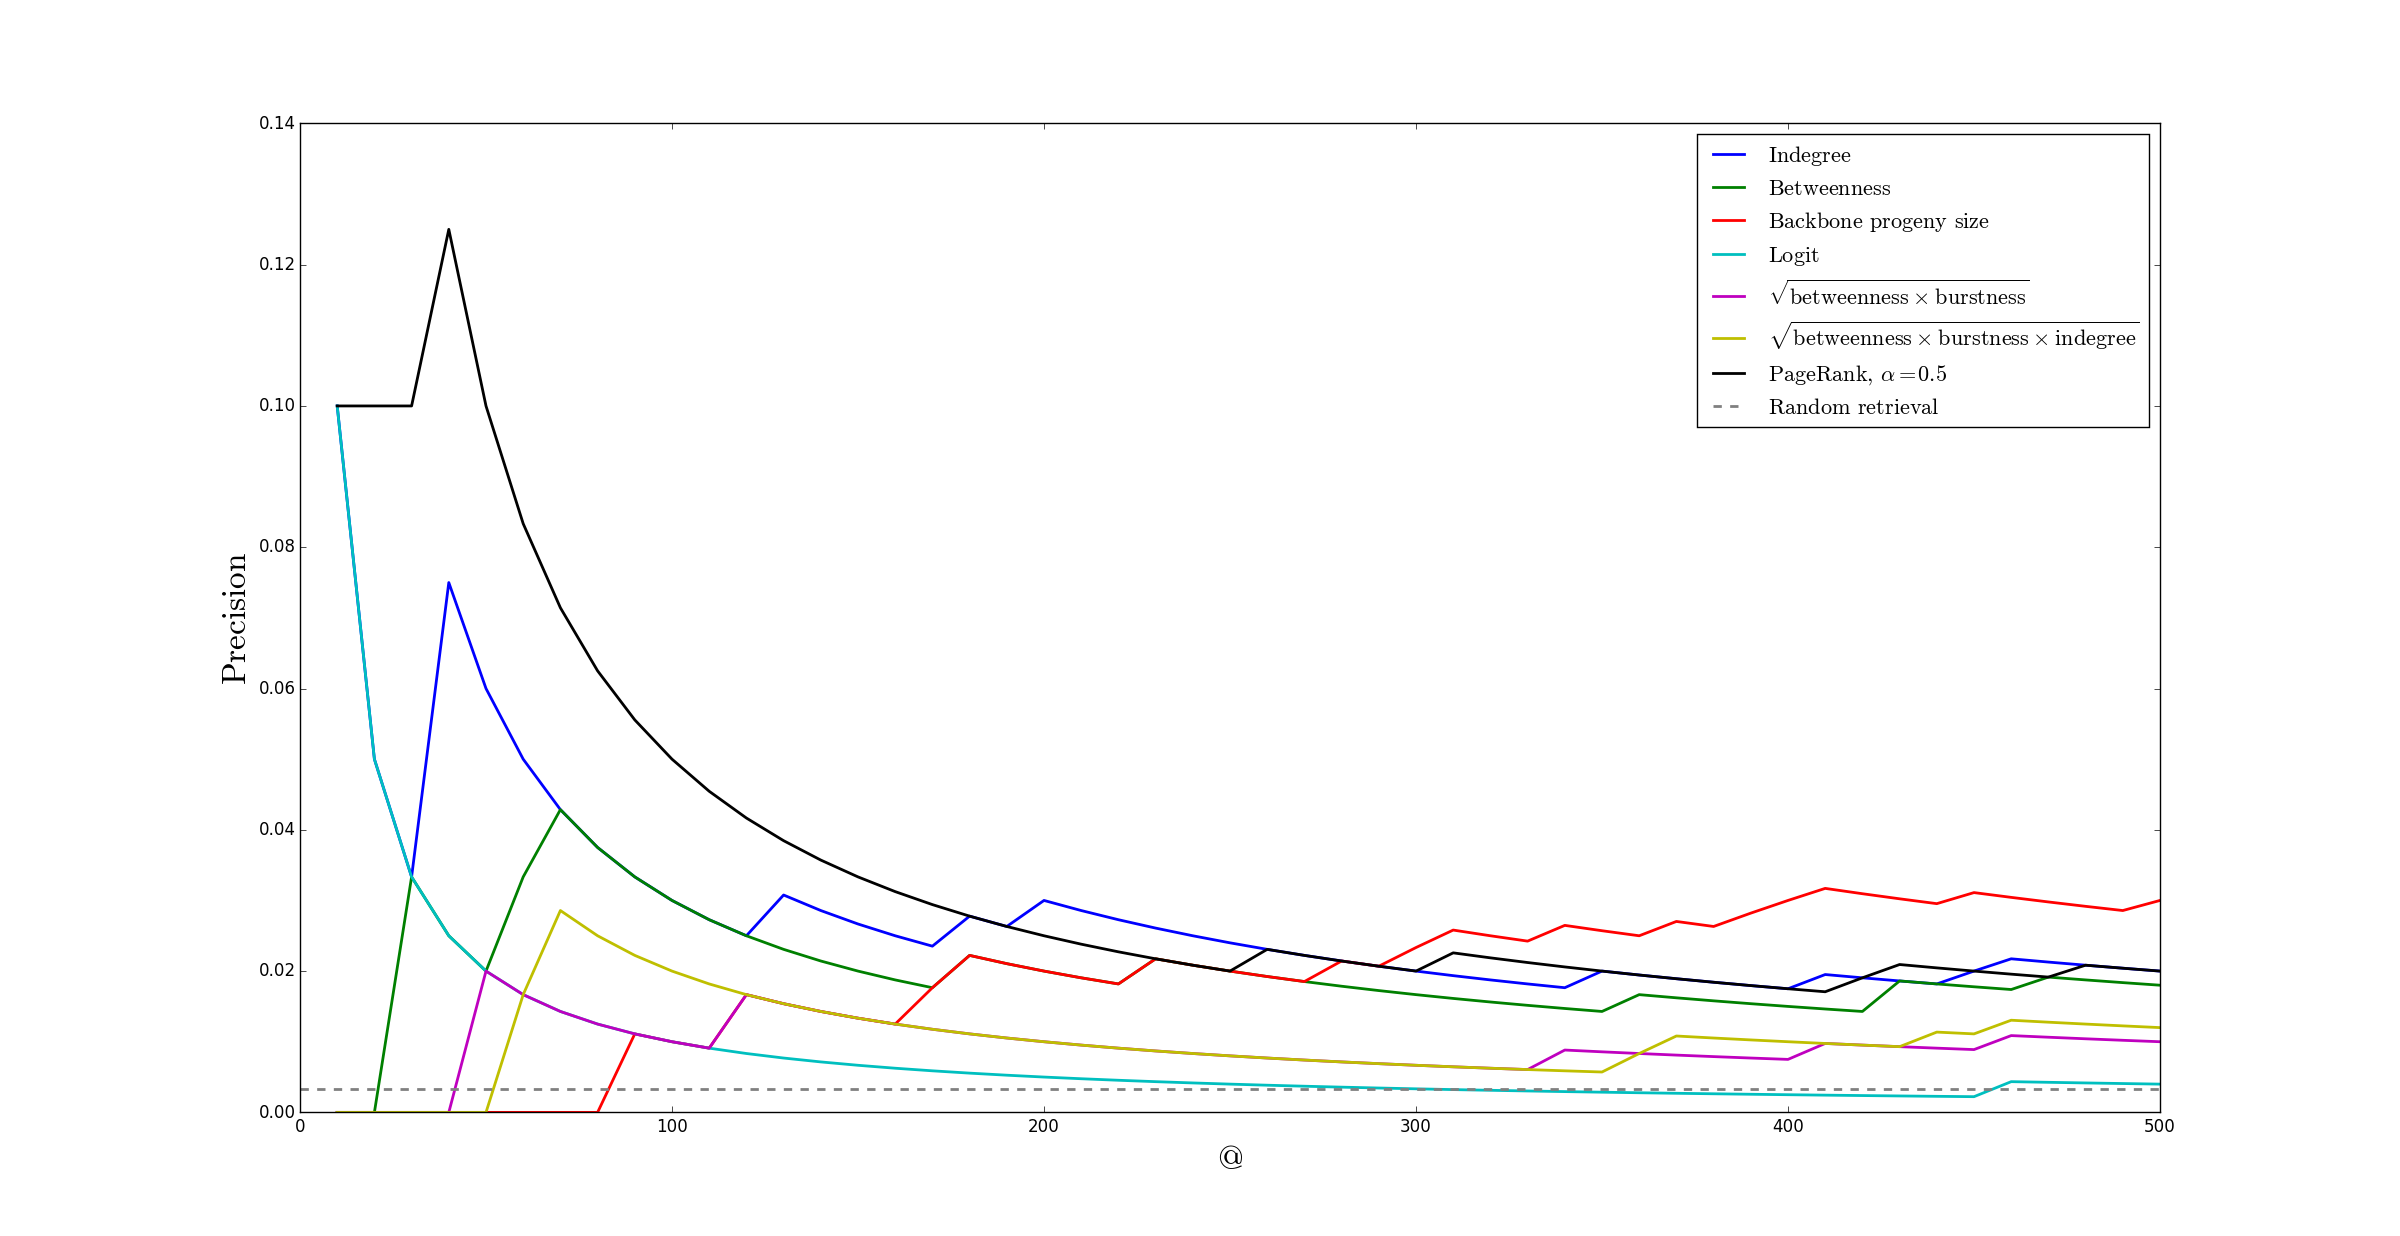 0.14
0.12
0.10
0.08
0.06
0.04
0.02
0.00
Precision
0
100
200
300
400
500
@
Indegree
Betweenness
Backbone progeny size
Logit
√betweenness × burstness
√betweenness × burstness × indegree
PageRank, α = 0.5
Random retrieval